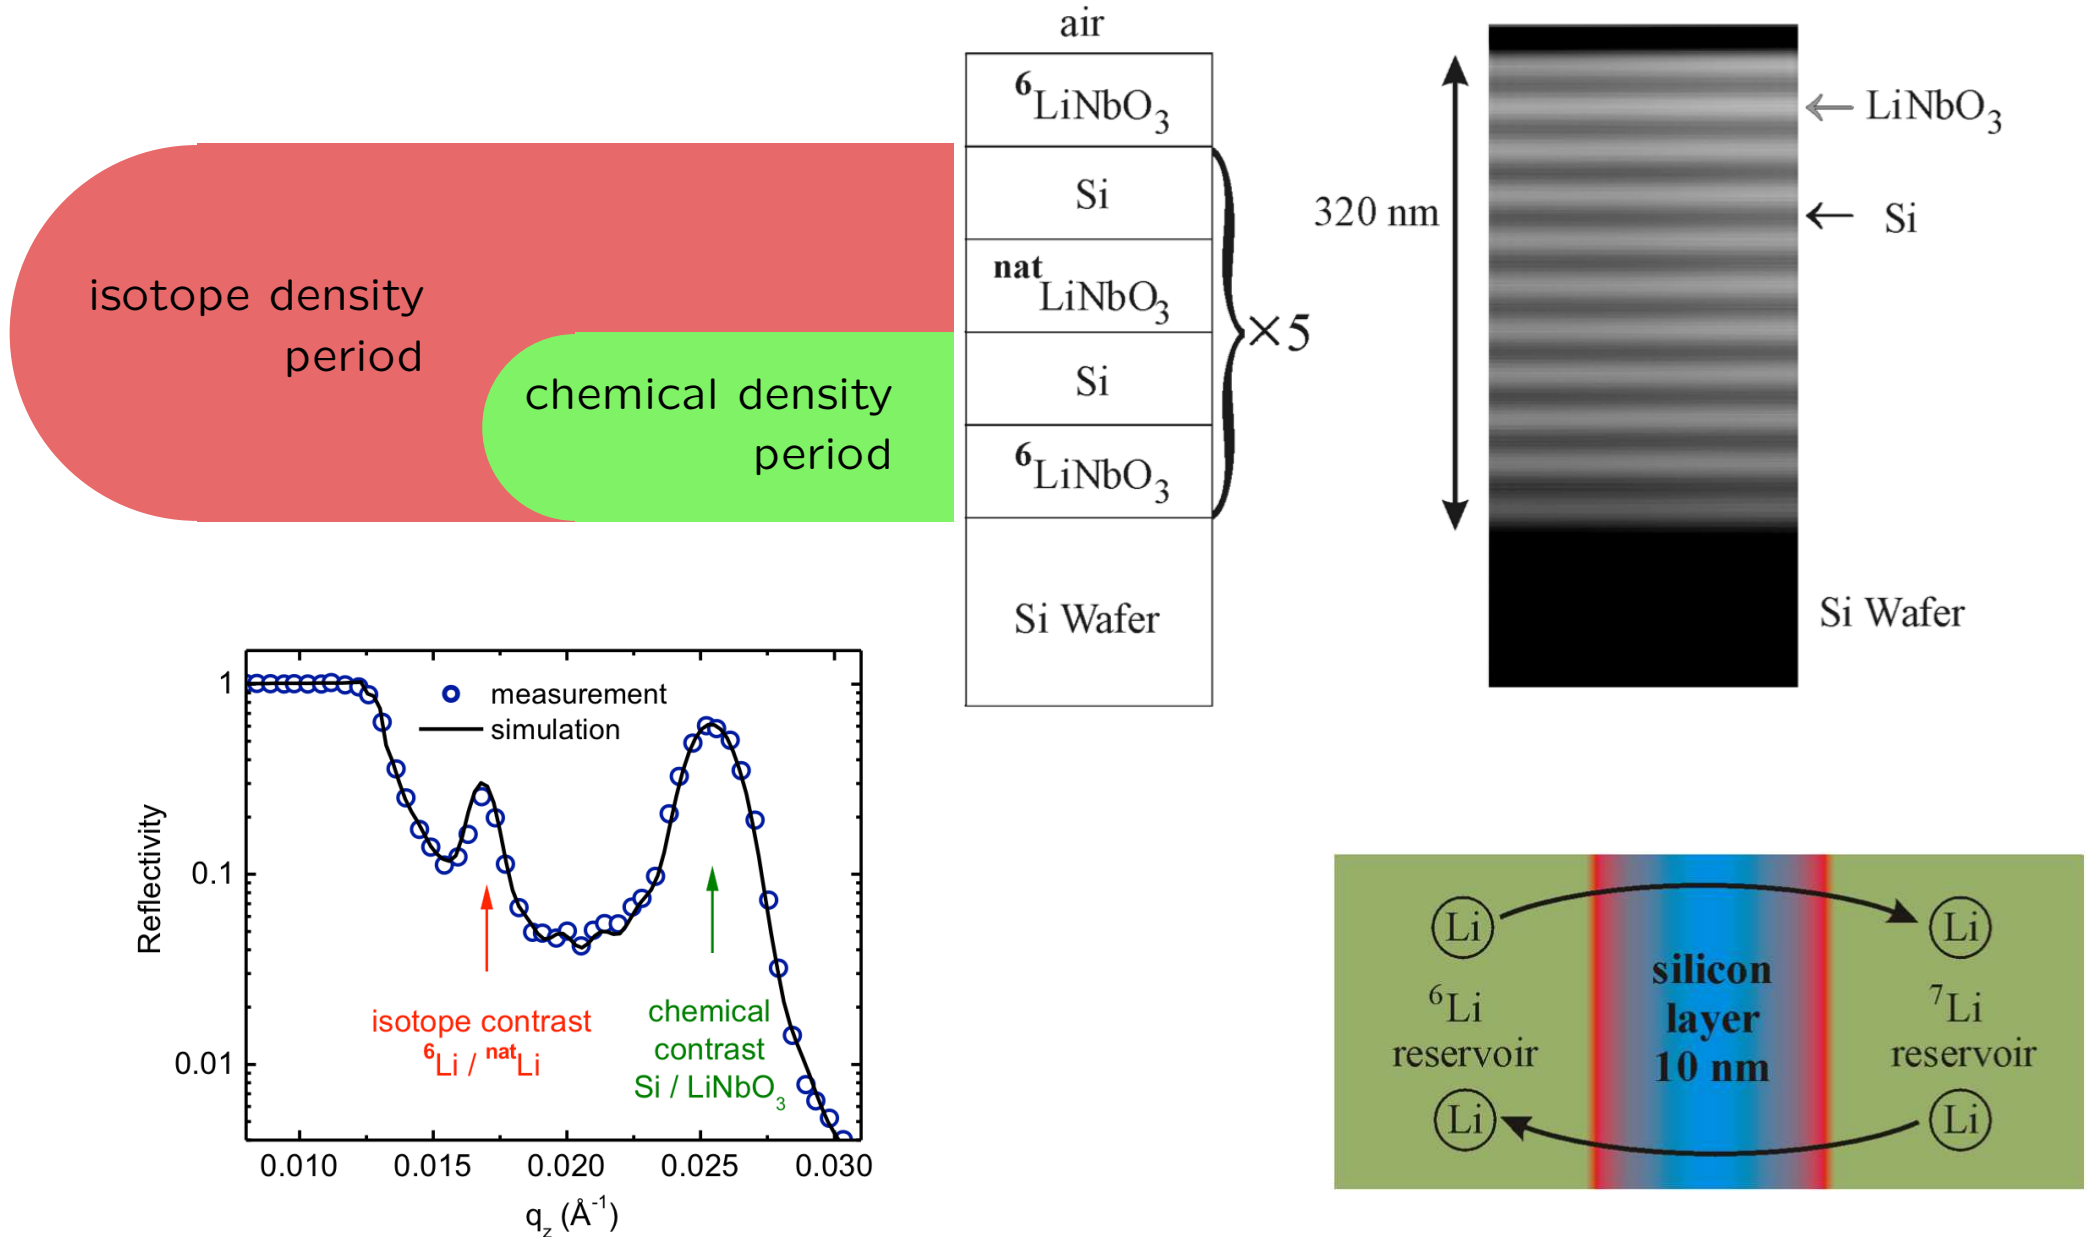 air
⁶LiNbO₃
Si
ⁿᵃᵗLiNbO₃
Si
⁶LiNbO₃
Si Wafer
×5
isotope density
period
chemical density
period
320 nm
LiNbO₃
Si
Si Wafer
1
0.1
0.01
Reflectivity
measurement
simulation
isotope contrast
⁶Li / ⁿᵃᵗLi
chemical
contrast
Si / LiNbO₃
0.010 0.015 0.020 0.025 0.030
q_z (Å⁻¹)
Li
Li
silicon
layer
10 nm
⁶Li
reservoir
⁷Li
reservoir
Li
Li